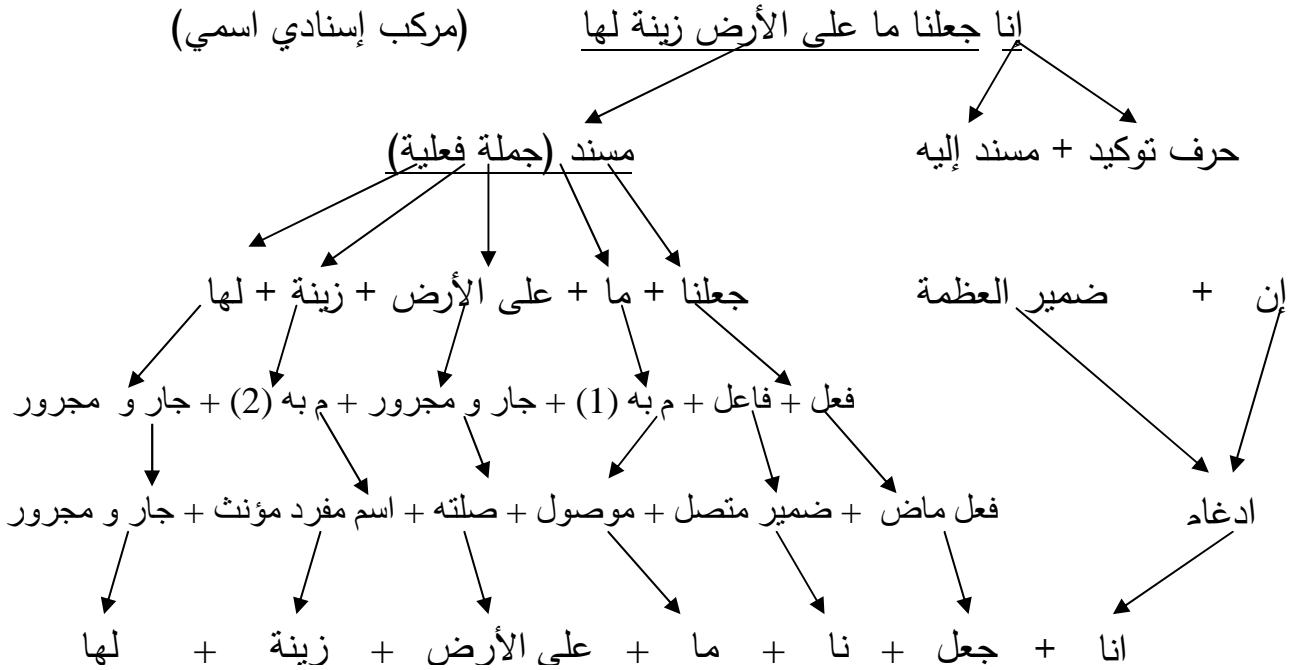 إنا جعلنا ما على الأرض زينة لها (مركب إسنادي اسمي)
حرف توكيد + مسند إليه مسند (جملة فعلية)
إن + ضمير العظمة جعلنا + ما + على الأرض + زينة + لها
فعل + فاعل + م به (1) + جار و مجرور + م به (2) + جار و مجرور
ادغام فعل ماض + ضمير متصل + موصول + صلته + اسم مفرد مؤنث + جار و مجرور
انا + جعل + نا + ما + على الأرض + زينة + لها